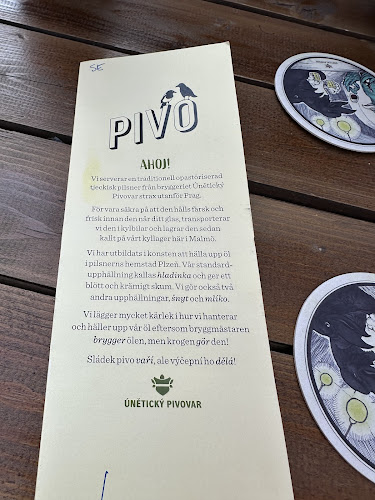 SE
PIVO
AHOJ!
Vi serverar en traditionell opastöriserad
tjeckisk pilsner från bryggeriet Únětický
Pivovar strax utanför Prag.
För vara säkra på att den hålls färsk och
frisk innan den når ditt glas, transporterar
vi den i kylbilar och lagrar den sedan
kallt på vårt kyllager här i Malmö.
Vi har utbildats i konsten att hälla upp öl
i pilsnerns hemstad Plzeň. Vår standard-
upphällning kallas hladinka och ger ett
blött och krämigt skum. Vi gör också två
andra upphällningar, šnyt och mlíko.
Vi lägger mycket kärlek i hur vi hanterar
och häller upp vår öl eftersom bryggmästaren
brygger ölen, men krogen gör den!
Sládek pivo vaří, ale výčepní ho dělá!
ÚNĚTICKÝ PIVOVAR